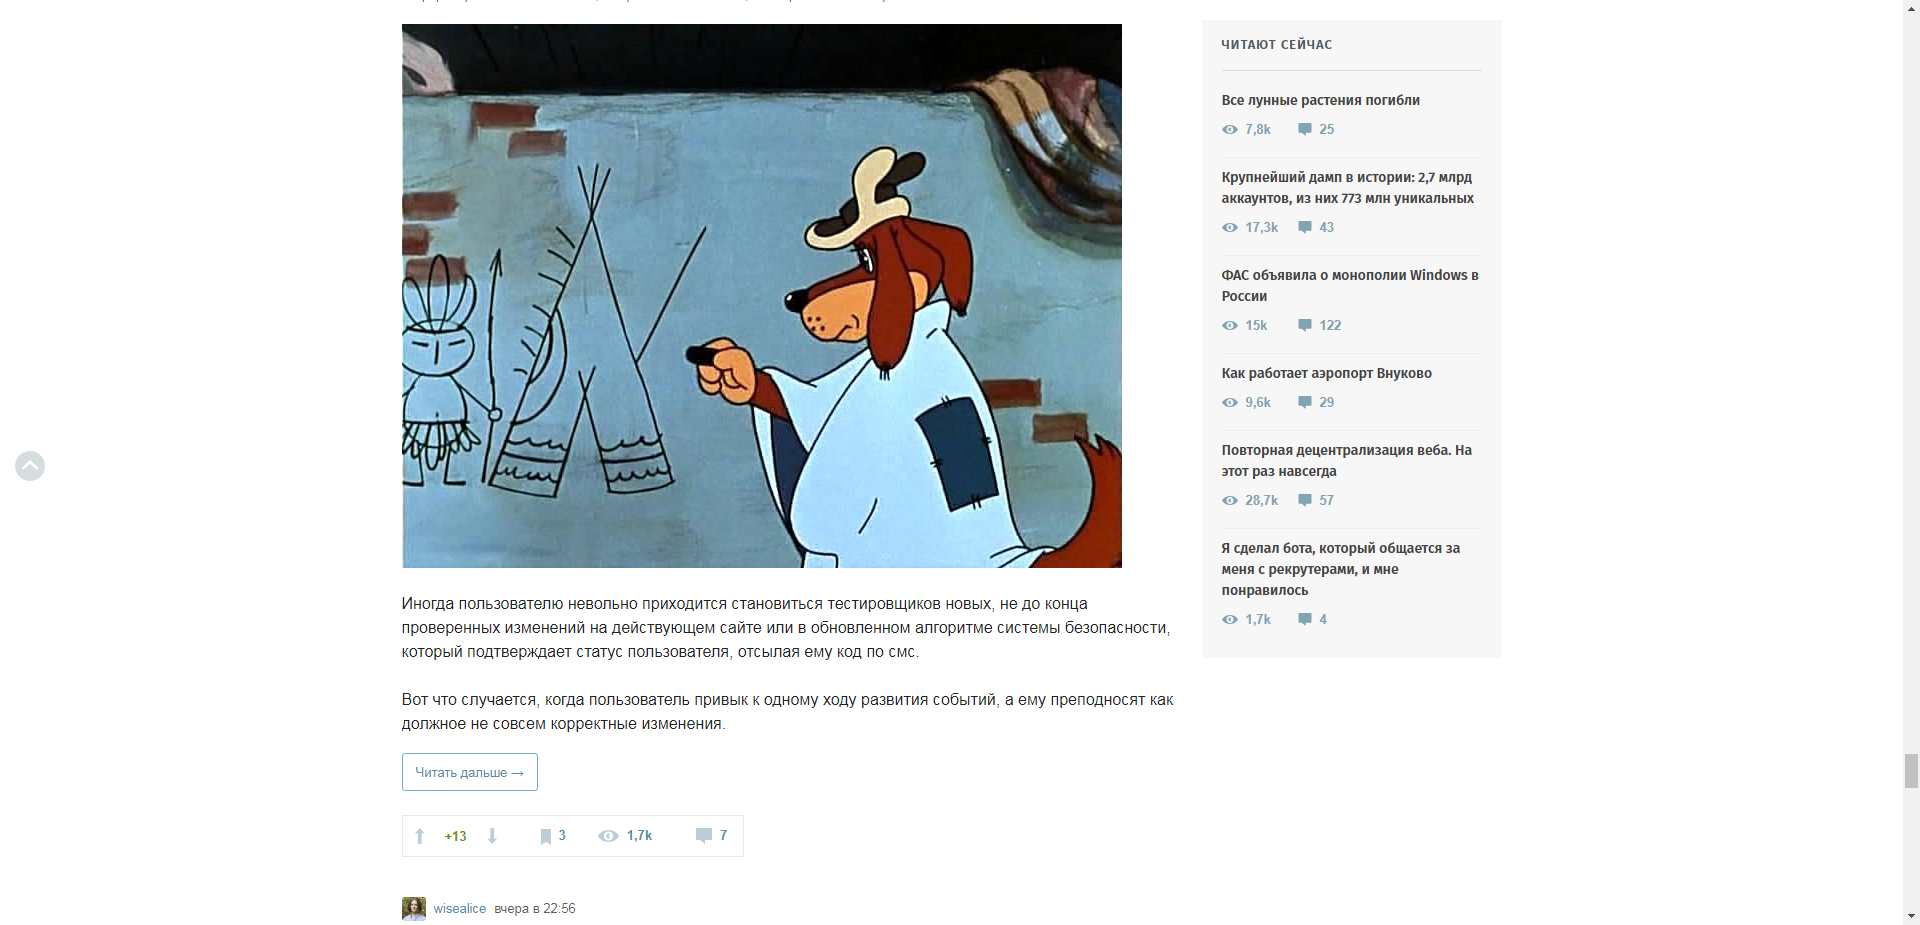 ЧИТАЮТ СЕЙЧАС
Все лунные растения погибли
7,8k 25
Крупнейший дамп в истории: 2,7 млрд
аккаунтов, из них 773 млн уникальных
17,3k 43
ФАС объявила о монополии Windows в
России
15k 122
Как работает аэропорт Внуково
9,6k 29
Повторная децентрализация веба. На
этот раз навсегда
28,7k 57
Я сделал бота, который общается за
меня с рекрутерами, и мне
понравилось
1,7k 4
Иногда пользователю невольно приходится становиться тестировщиков новых, не до конца
проверенных изменений на действующем сайте или в обновленном алгоритме системы безопасности,
который подтверждает статус пользователя, отсылая ему код по смс.
Вот что случается, когда пользователь привык к одному ходу развития событий, а ему преподносят как
должное не совсем корректные изменения.
Читать дальше →
+13 3 1,7k 7
wisealice вчера в 22:56